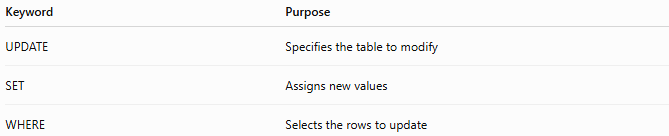 Keyword Purpose
UPDATE Specifies the table to modify
SET Assigns new values
WHERE Selects the rows to update